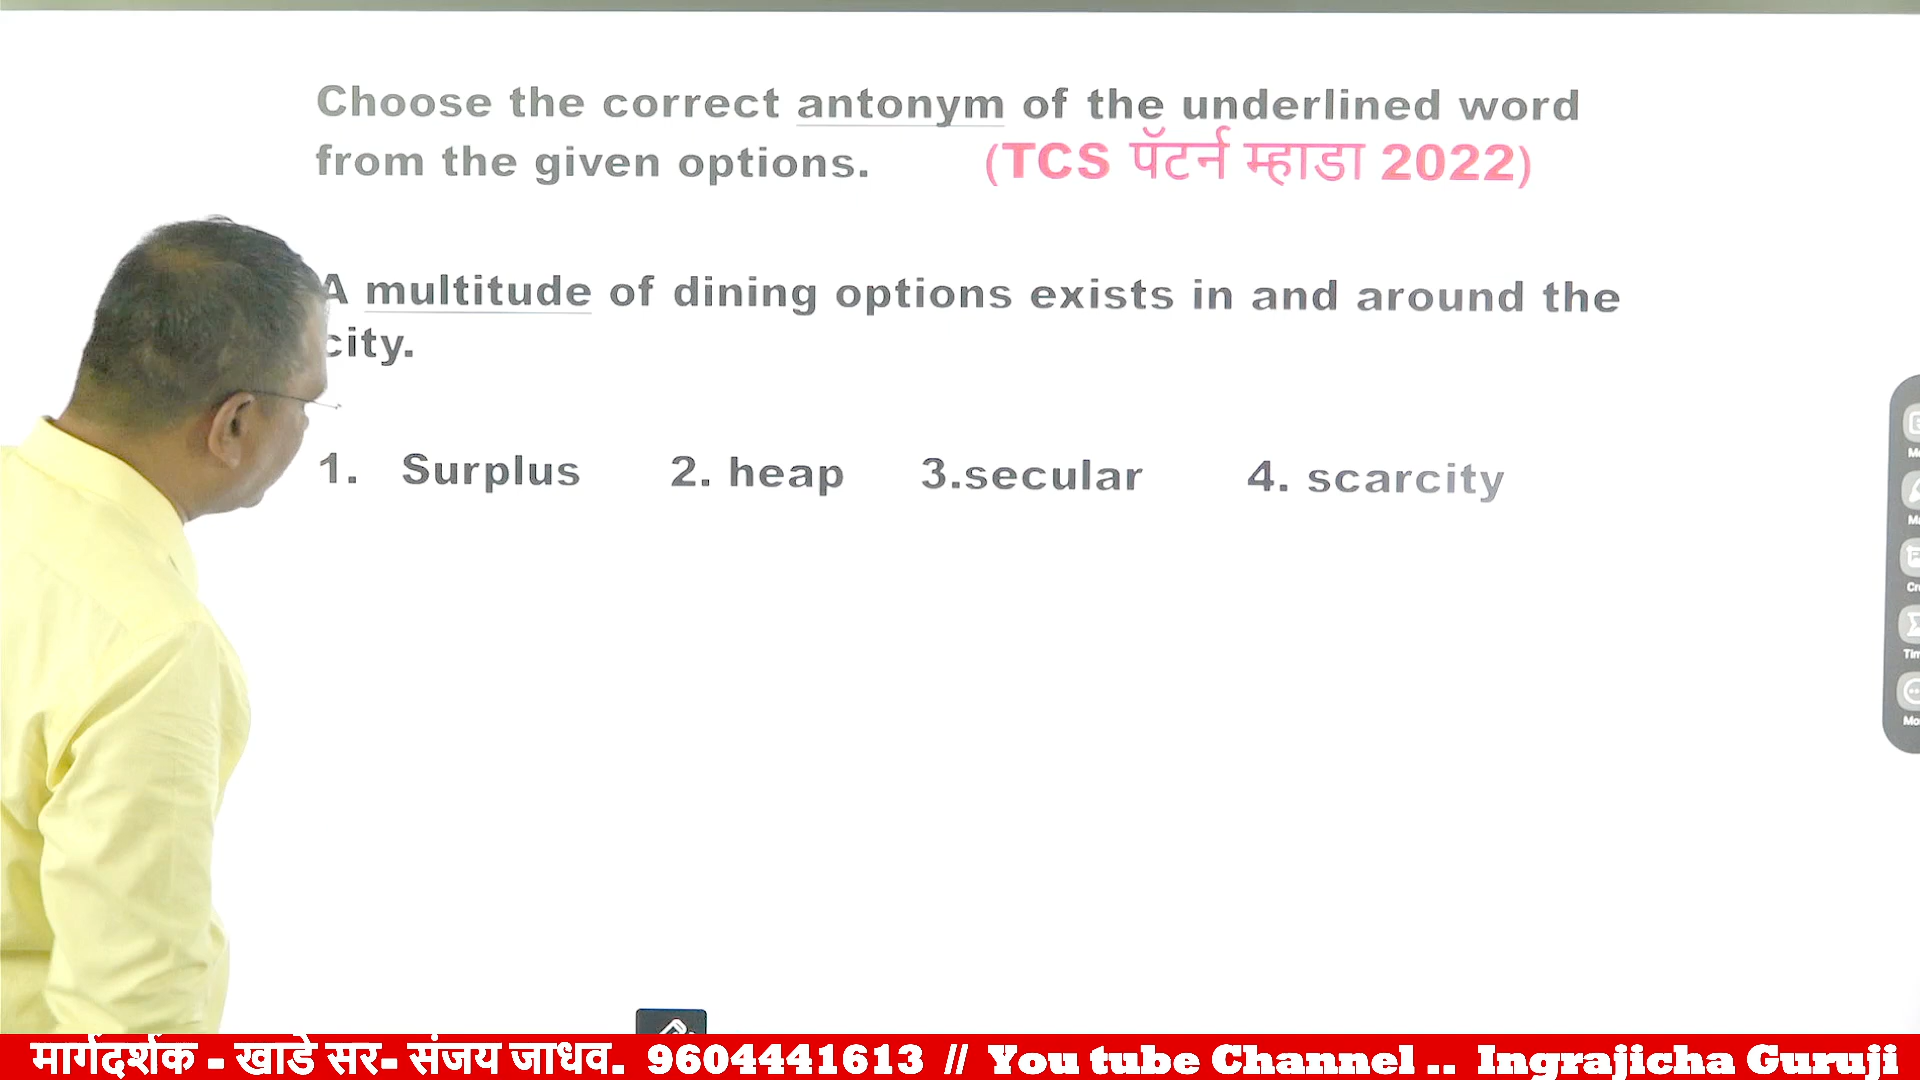 Choose the correct antonym of the underlined word
from the given options. (TCS पॅटर्न म्हाडा 2022)
A multitude of dining options exists in and around the
city.
1. Surplus 2. heap 3.secular 4. scarcity
मार्गदर्शक - खाडे सर- संजय जाधव. 9604441613 // You tube Channel .. Ingrajicha Guruji